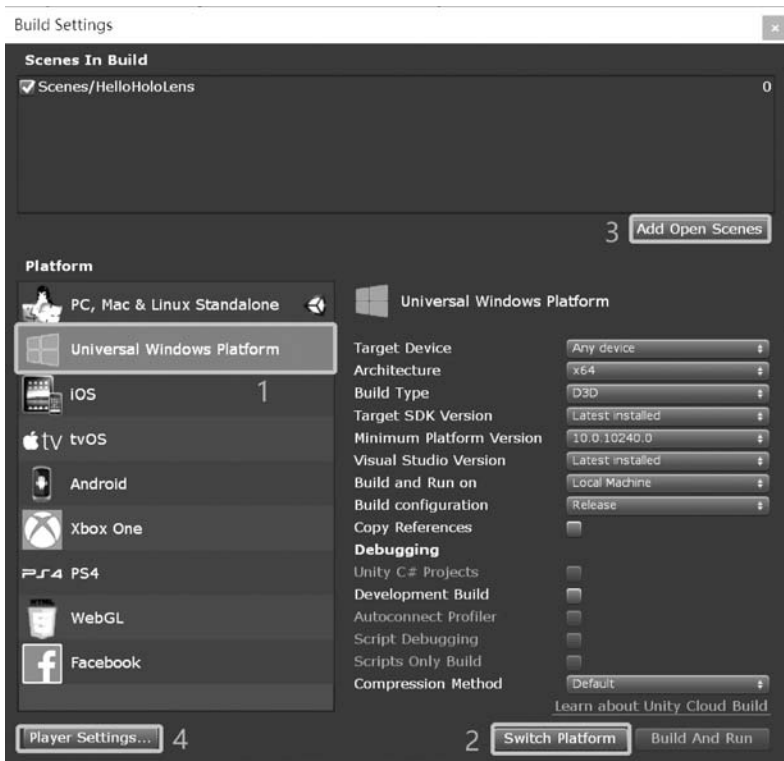 Build Settings
×
Scenes In Build
Scenes/HelloHoloLens 0
3 Add Open Scenes
Platform
PC, Mac & Linux Standalone
Universal Windows Platform
1
iOS
tv tvOS
Android
Xbox One
PS4 PS4
WebGL
f Facebook
Universal Windows Platform
Target Device Any device
Architecture x64
Build Type D3D
Target SDK Version Latest installed
Minimum Platform Version 10.0.10240.0
Visual Studio Version Latest installed
Build and Run on Local Machine
Build configuration Release
Copy References
Debugging
Unity C# Projects
Development Build
Autoconnect Profiler
Script Debugging
Scripts Only Build
Compression Method Default
Learn about Unity Cloud Build
Player Settings... 4 2 Switch Platform Build And Run